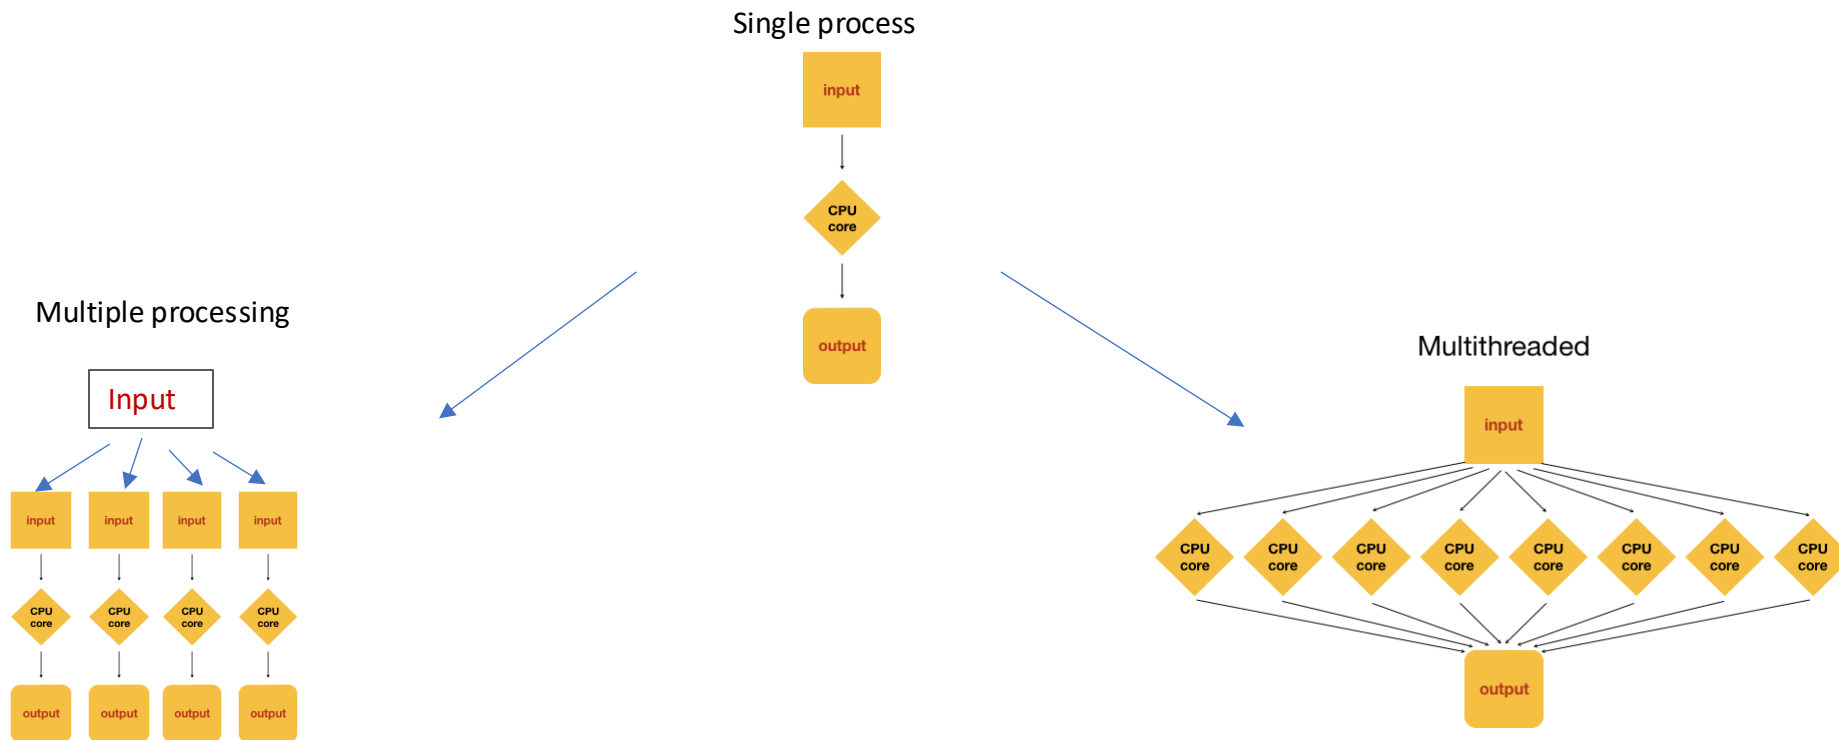 Single process
input
CPU
core
output
Multiple processing
Input
input input input input
CPU CPU CPU CPU
core core core core
output output output output
Multithreaded
input
CPU CPU CPU CPU CPU CPU CPU CPU
core core core core core core core core
output